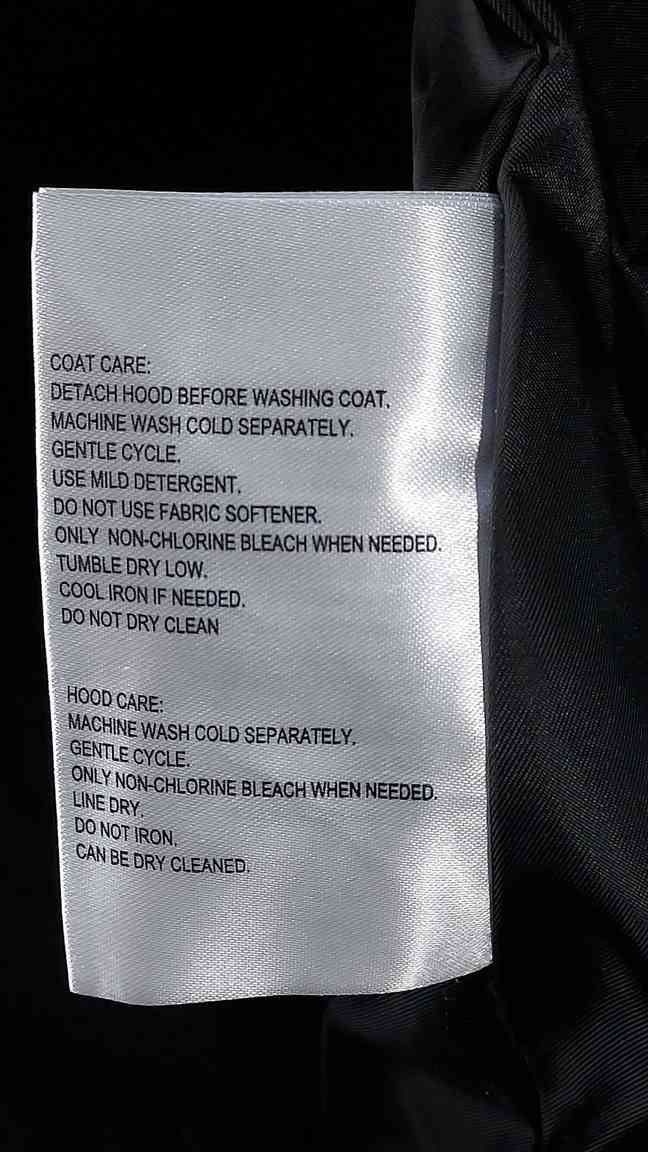 COAT CARE:
DETACH HOOD BEFORE WASHING COAT.
MACHINE WASH COLD SEPARATELY.
GENTLE CYCLE.
USE MILD DETERGENT.
DO NOT USE FABRIC SOFTENER.
ONLY NON-CHLORINE BLEACH WHEN NEEDED.
TUMBLE DRY LOW.
COOL IRON IF NEEDED.
DO NOT DRY CLEAN
HOOD CARE:
MACHINE WASH COLD SEPARATELY.
GENTLE CYCLE.
ONLY NON-CHLORINE BLEACH WHEN NEEDED.
LINE DRY.
DO NOT IRON.
CAN BE DRY CLEANED.